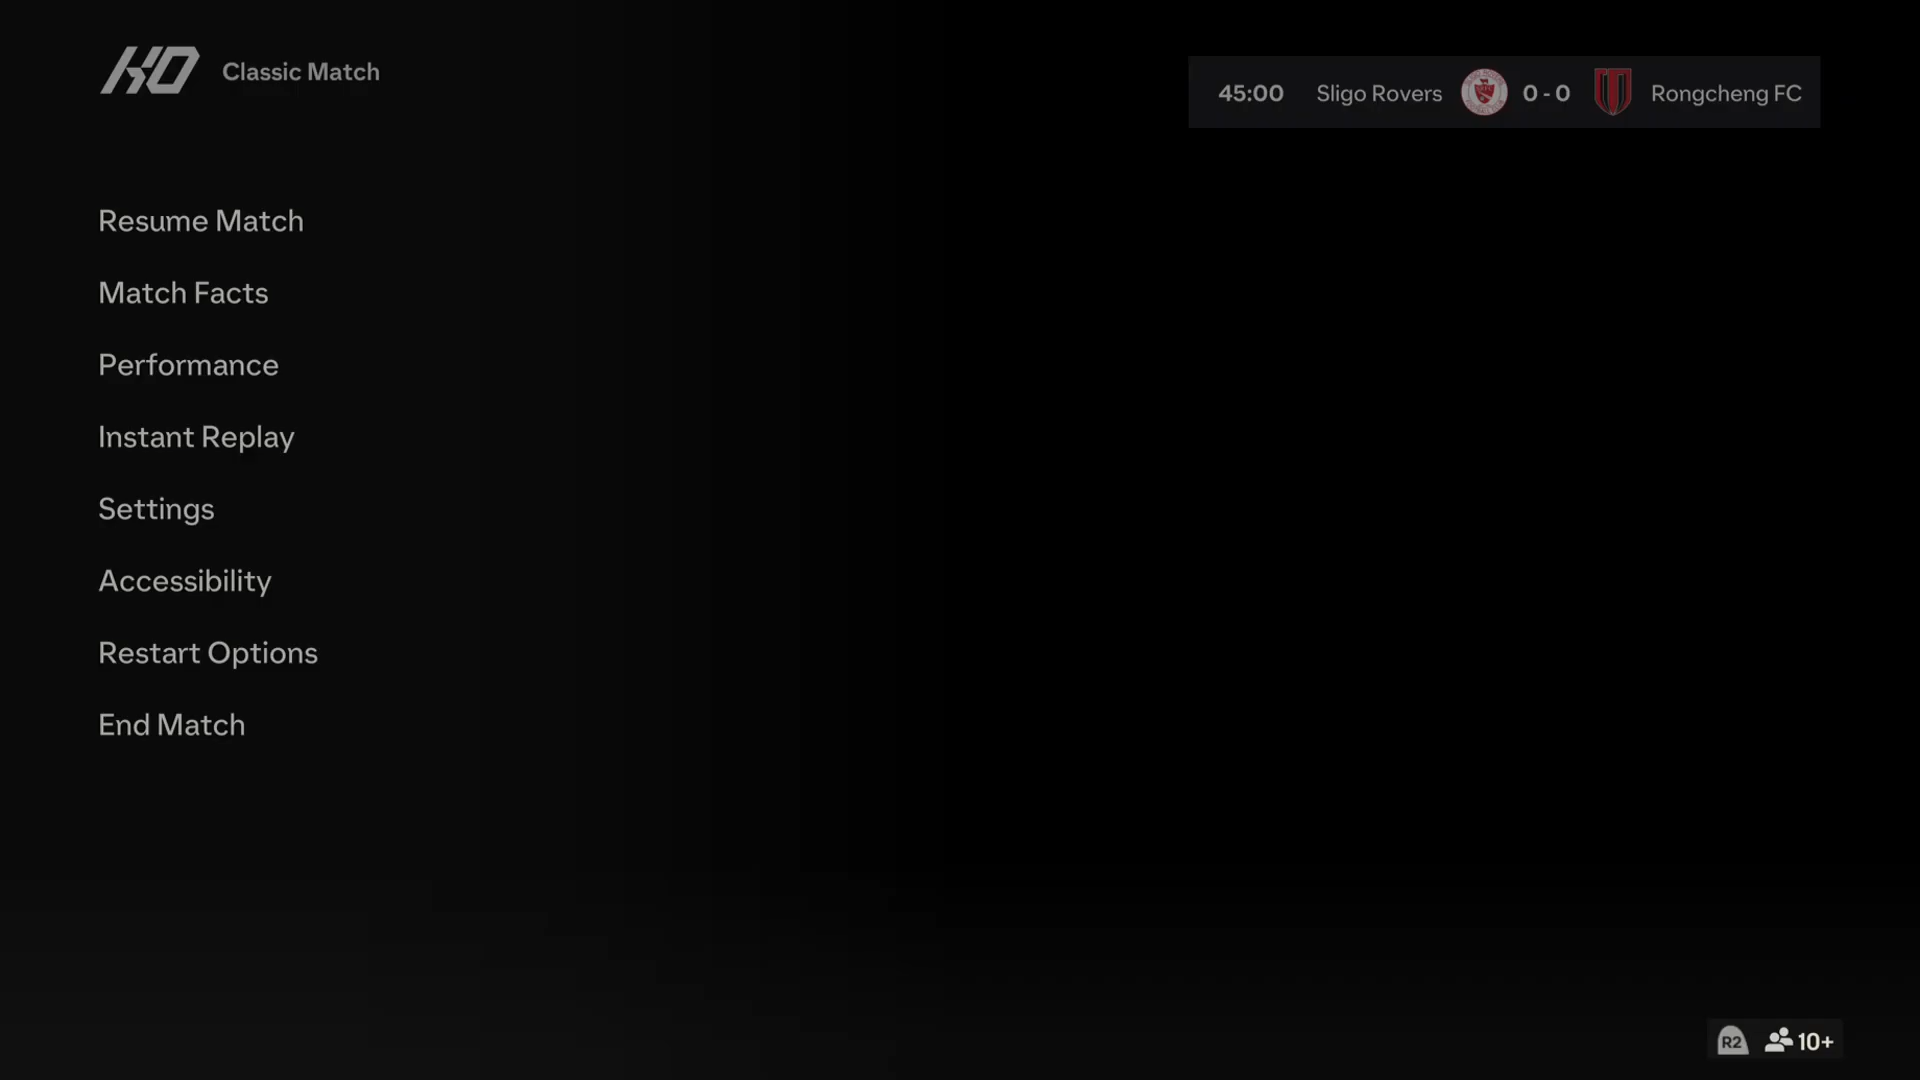 KO Classic Match
45:00 Sligo Rovers 0 - 0 Rongcheng FC
Resume Match
Match Facts
Performance
Instant Replay
Settings
Accessibility
Restart Options
End Match
R2 10+